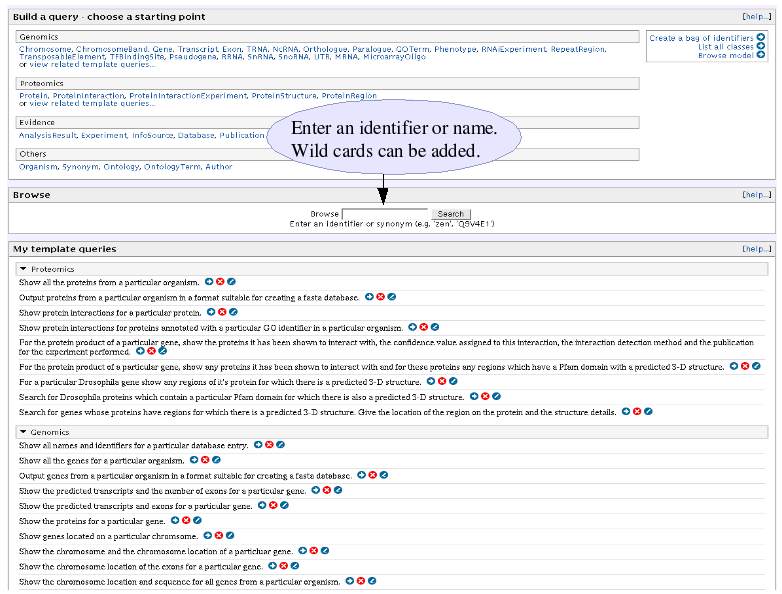 Build a query - choose a starting point [help...]
Genomics
Chromosome, ChromosomeBand, Gene, Transcript, Exon, TRNA, NcRNA, Orthologue, Paralogue, GOTerm, Phenotype, RNAiExperiment, RepeatRegion,
TransposableElement, TFBindingSite, Pseudogene, RRNA, SnRNA, SnoRNA, UTR, MRNA, MicroarrayOligo
or view related template queries...
Create a bag of identifiers
List all classes
Browse model
Proteomics
Protein, ProteinInteraction, ProteinInteractionExperiment, ProteinStructure, ProteinRegion
or view related template queries...
Evidence
AnalysisResult, Experiment, InfoSource, Database, Publication
Others
Organism, Synonym, Ontology, OntologyTerm, Author
Enter an identifier or name.
Wild cards can be added.
Browse [help...]
Browse Search
Enter an identifier or synonym (e.g. 'zen', 'Q9V4E1')
My template queries [help...]
Proteomics
Show all the proteins from a particular organism.
Output proteins from a particular organism in a format suitable for creating a fasta database.
Show protein interactions for a particular protein.
Show protein interactions for proteins annotated with a particular GO identifier in a particular organism.
For the protein product of a particular gene, show the proteins it has been shown to interact with, the confidence value assigned to this interaction, the interaction detection method and the publication
for the experiment performed.
For the protein product of a particular gene, show any proteins it has been shown to interact with and for these proteins any regions which have a Pfam domain with a predicted 3-D structure.
For a particular Drosophila gene show any regions of it's protein for which there is a predicted 3-D structure.
Search for Drosophila proteins which contain a particular Pfam domain for which there is also a predicted 3-D structure.
Search for genes whose proteins have regions for which there is a predicted 3-D structure. Give the location of the region on the protein and the structure details.
Genomics
Show all names and identifiers for a particular database entry.
Show all the genes for a particular organism.
Output genes from a particular organism in a format suitable for creating a fasta database.
Show the predicted transcripts and the number of exons for a particular gene.
Show the predicted transcripts and exons for a particular gene.
Show the proteins for a particular gene.
Show genes located on a particular chromsome.
Show the chromosome and the chromosome location of a particluar gene.
Show the chromosome location of the exons for a particular gene.
Show the chromosome location and sequence for all genes from a particular organism.